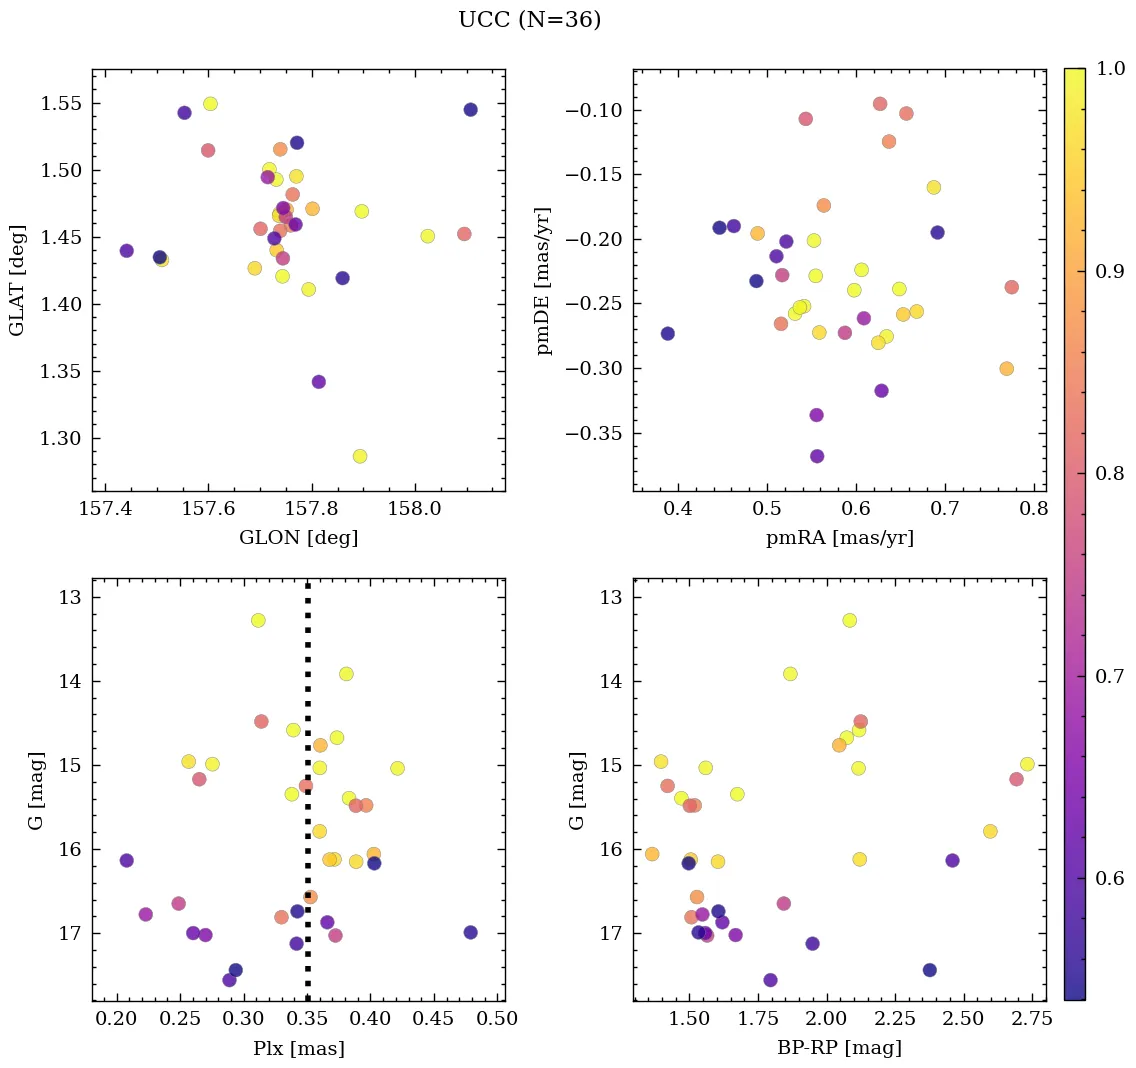 UCC (N=36)
1.55
1.50
1.45
1.40
1.35
1.30
GLAT [deg]
157.4 157.6 157.8 158.0
GLON [deg]
−0.10
−0.15
−0.20
−0.25
−0.30
−0.35
pmDE [mas/yr]
0.4 0.5 0.6 0.7 0.8
pmRA [mas/yr]
13
14
15
16
17
G [mag]
0.20 0.25 0.30 0.35 0.40 0.45 0.50
Plx [mas]
13
14
15
16
17
G [mag]
1.50 1.75 2.00 2.25 2.50 2.75
BP-RP [mag]
1.0
0.9
0.8
0.7
0.6